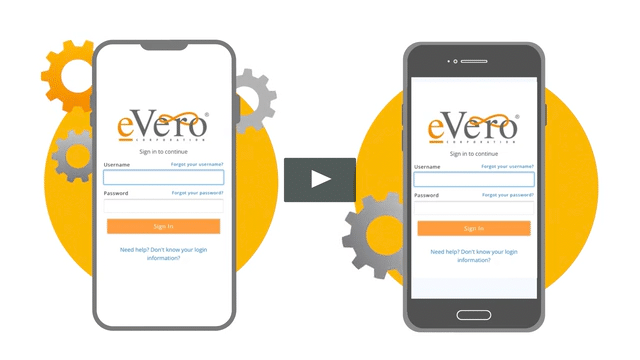 eVero®
CORPORATION
Sign in to continue
Username Forgot your username?
Password Forgot your password?
Sign In
Need help? Don't know your login
information?
eVero®
CORPORATION
Sign in to continue
Username Forgot your username?
Password Forgot your password?
Sign In
Need help? Don't know your login
information?